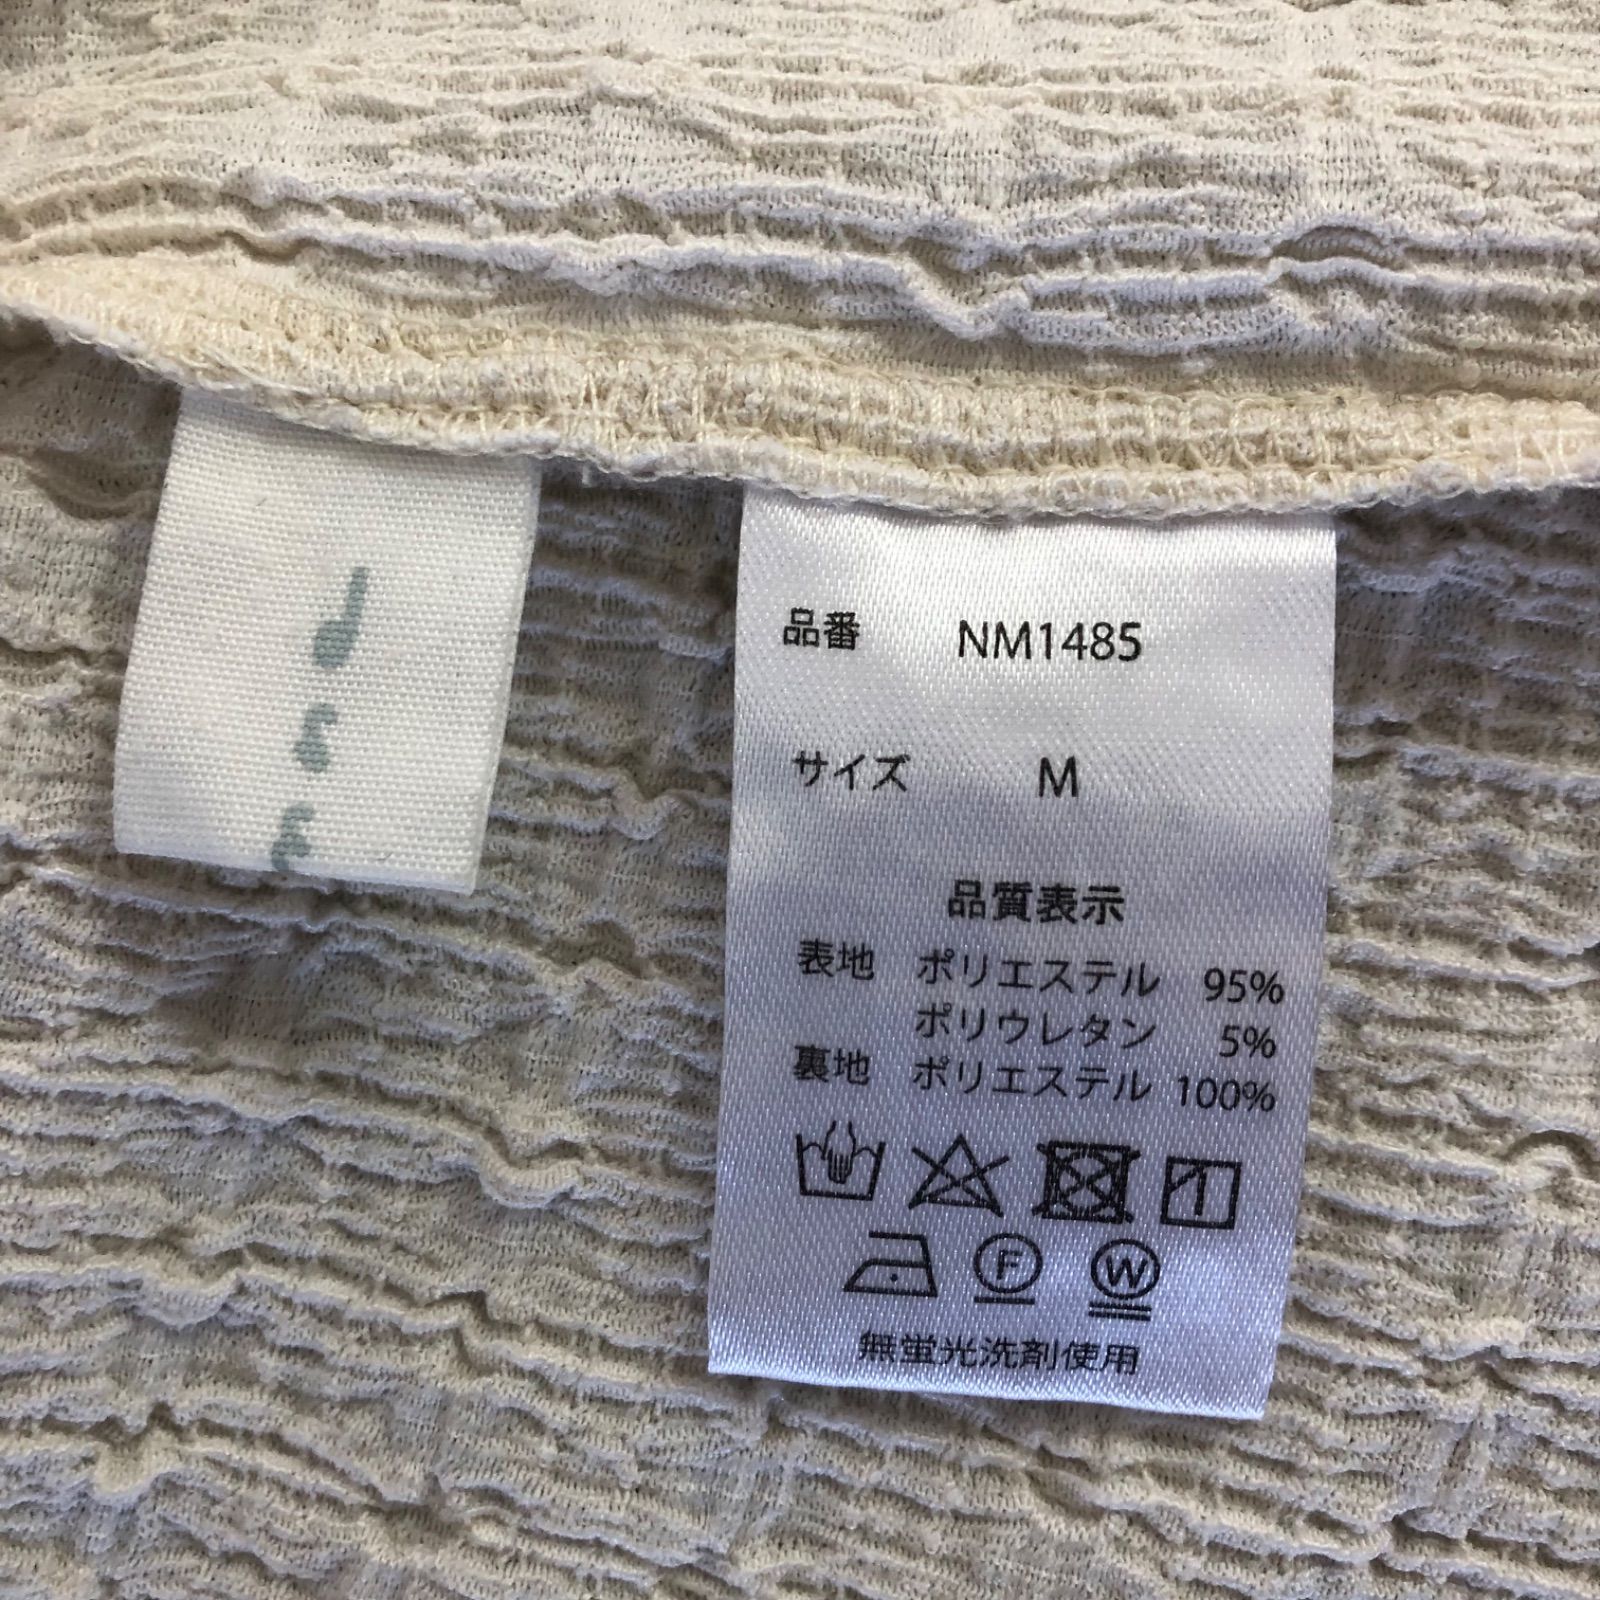 品番 NM1485
サイズ M
品質表示
表地 ポリエステル 95%
ポリウレタン 5%
裏地 ポリエステル 100%
F W
無蛍光洗剤使用